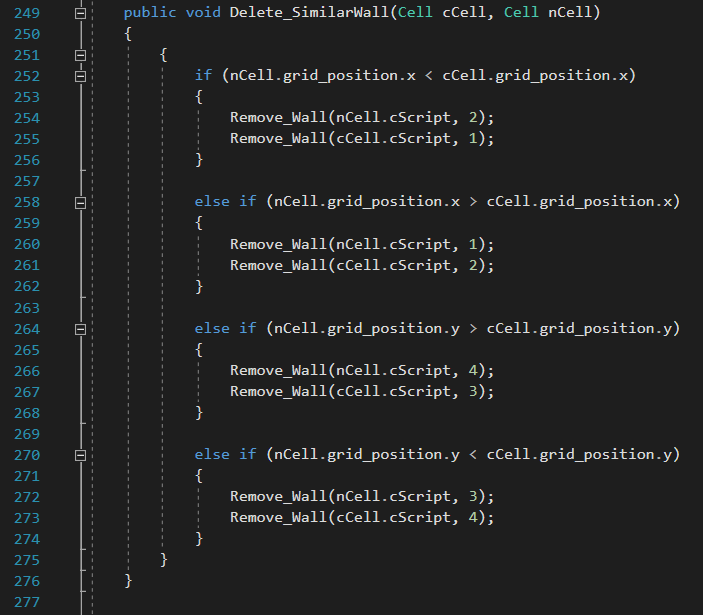 249 public void Delete_SimilarWall(Cell cCell, Cell nCell)
250 {
251 {
252 if (nCell.grid_position.x < cCell.grid_position.x)
253 {
254 Remove_Wall(nCell.cScript, 2);
255 Remove_Wall(cCell.cScript, 1);
256 }
257
258 else if (nCell.grid_position.x > cCell.grid_position.x)
259 {
260 Remove_Wall(nCell.cScript, 1);
261 Remove_Wall(cCell.cScript, 2);
262 }
263
264 else if (nCell.grid_position.y > cCell.grid_position.y)
265 {
266 Remove_Wall(nCell.cScript, 4);
267 Remove_Wall(cCell.cScript, 3);
268 }
269
270 else if (nCell.grid_position.y < cCell.grid_position.y)
271 {
272 Remove_Wall(nCell.cScript, 3);
273 Remove_Wall(cCell.cScript, 4);
274 }
275 }
276 }
277